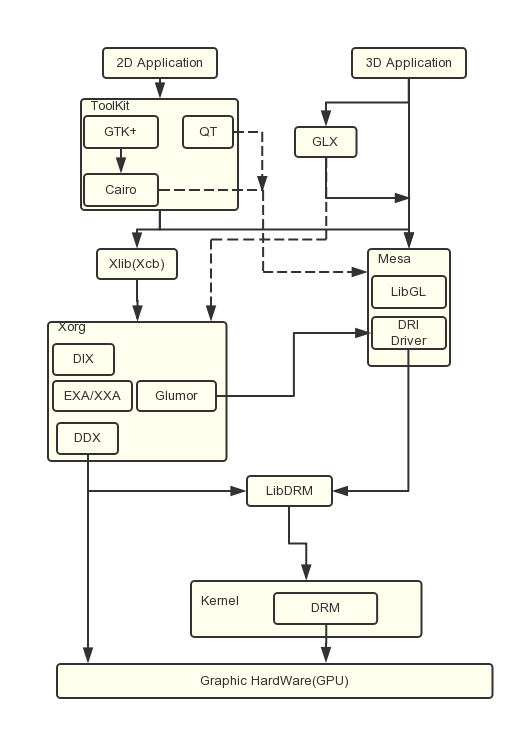 2D Application
3D Application
ToolKit
GTK+
QT
GLX
Cairo
Xlib(Xcb)
Mesa
LibGL
DRI
Driver
Xorg
DIX
EXA/XXA
Glumor
DDX
LibDRM
Kernel
DRM
Graphic HardWare(GPU)